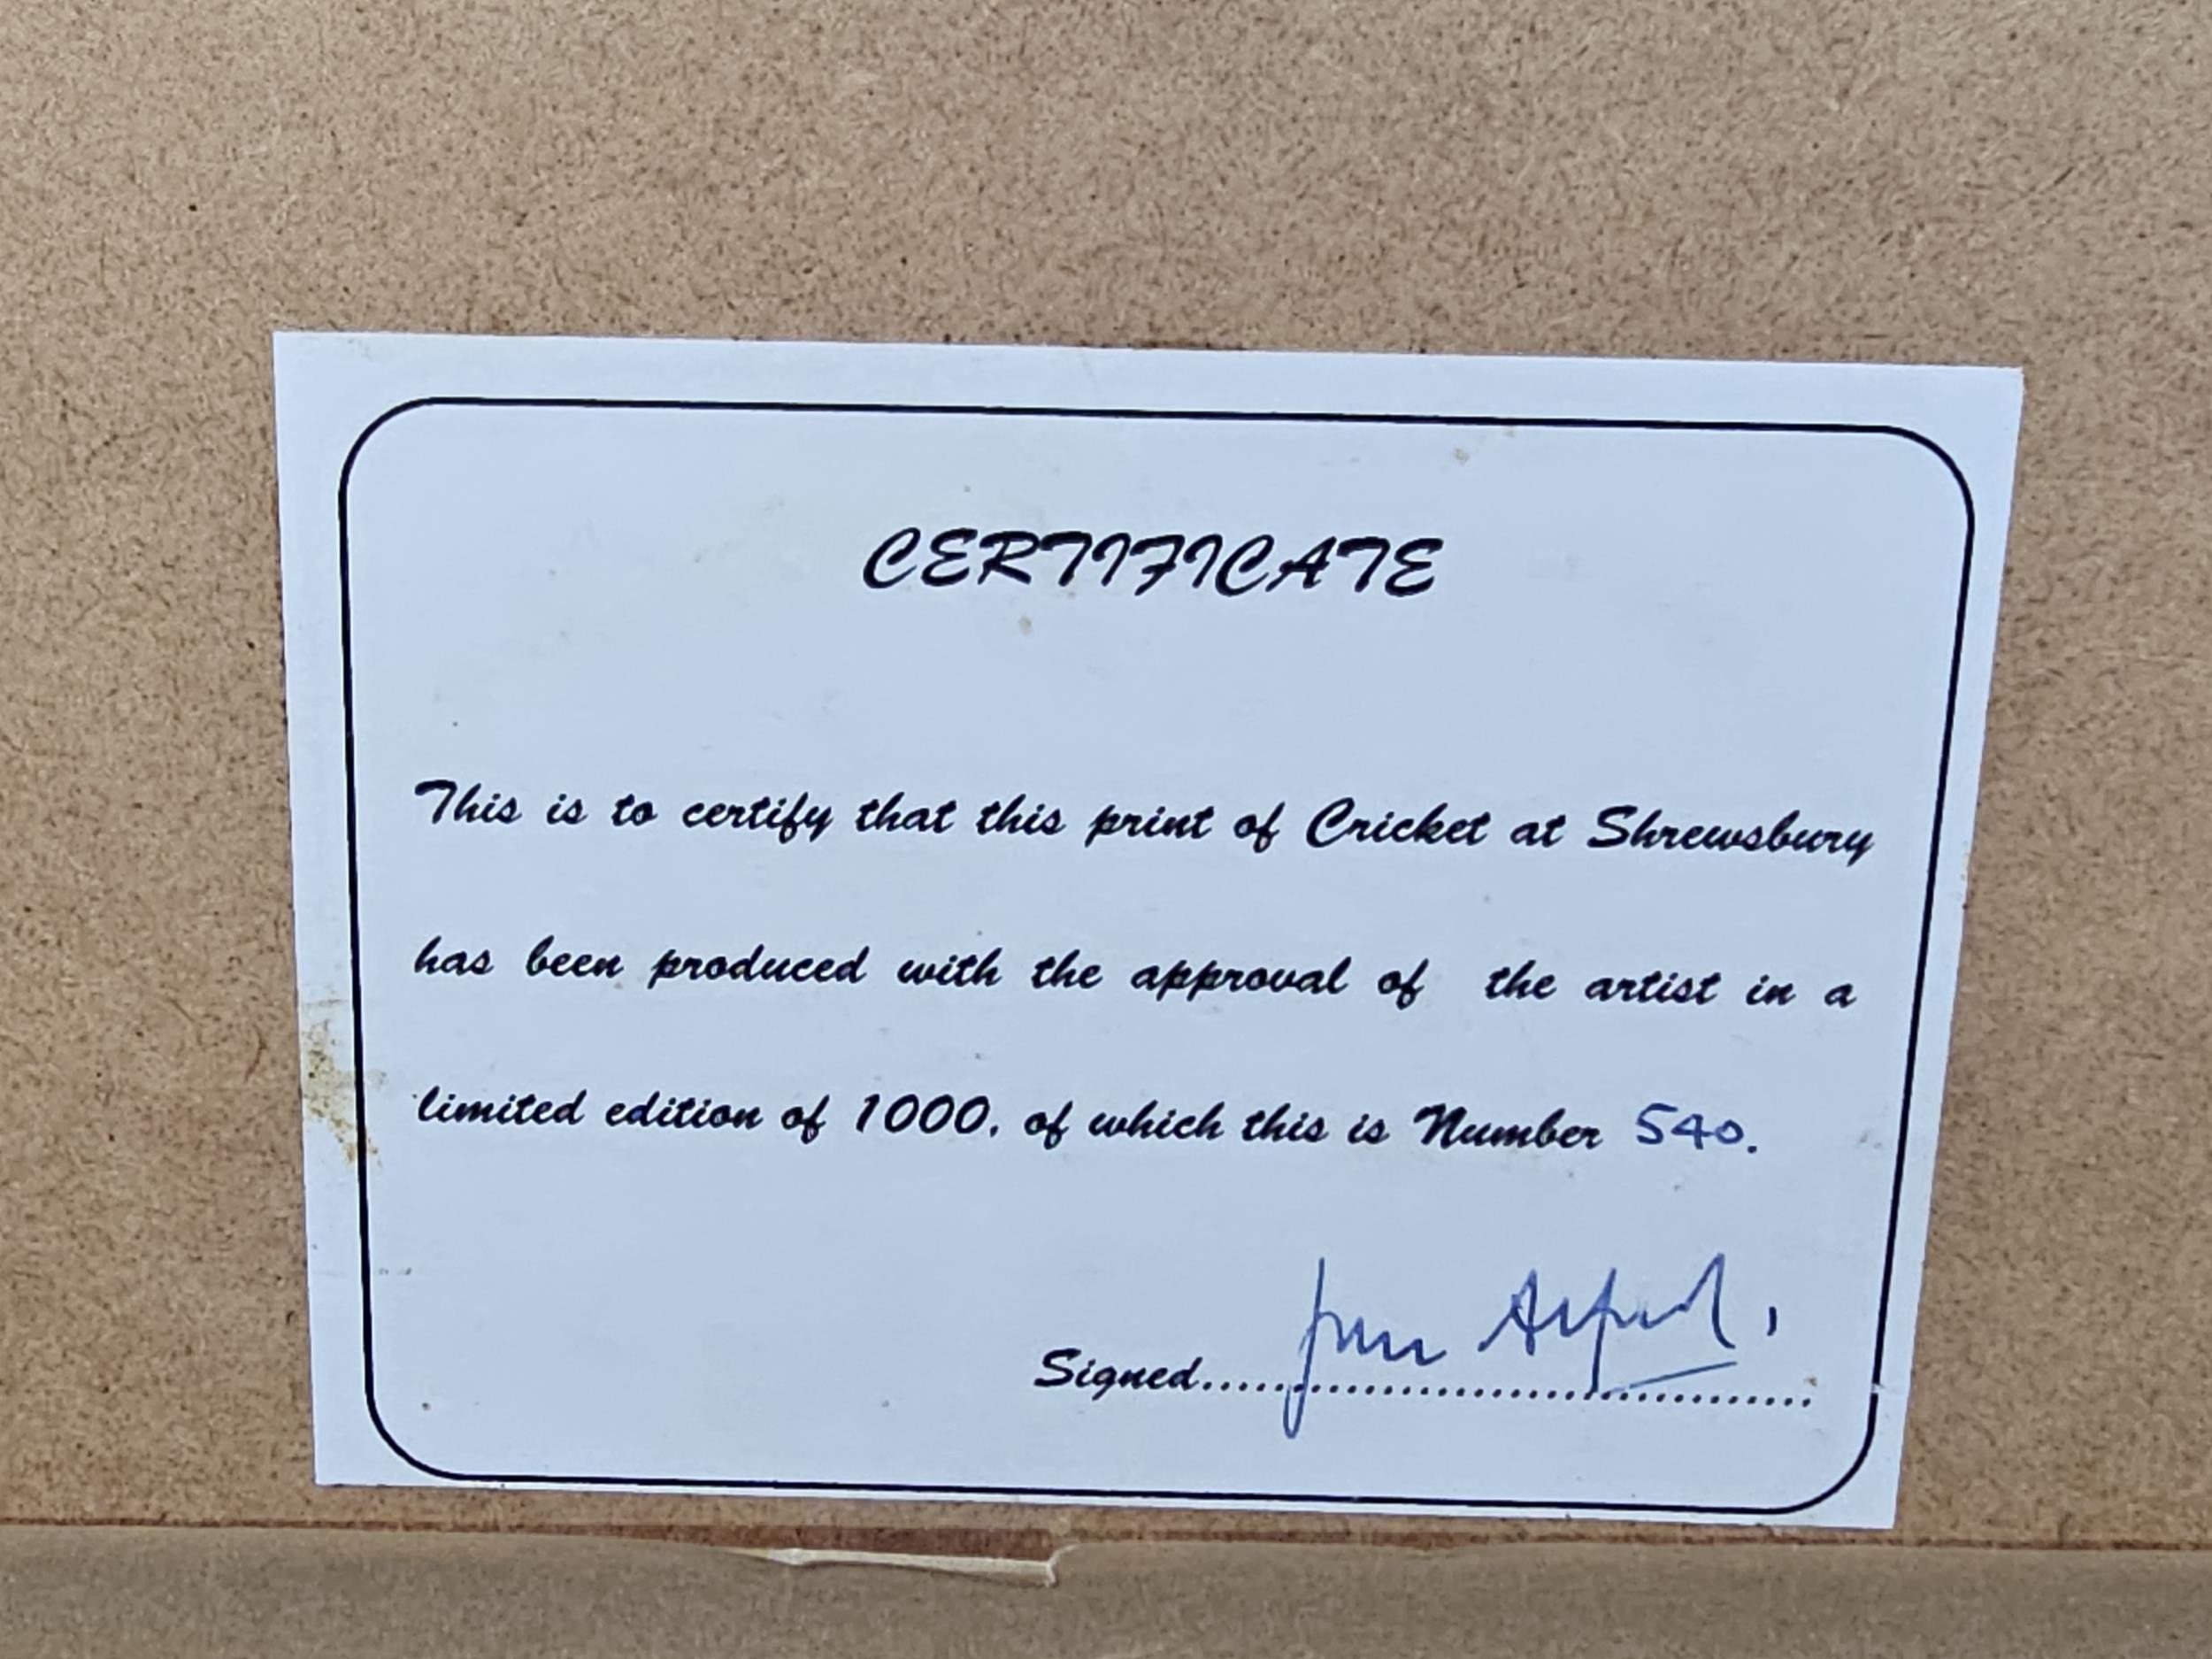 CERTIFICATE
This is to certify that this print of Cricket at Shrewsbury
has been produced with the approval of the artist in a
limited edition of 1000. of which this is Number 540.
Signed....................................